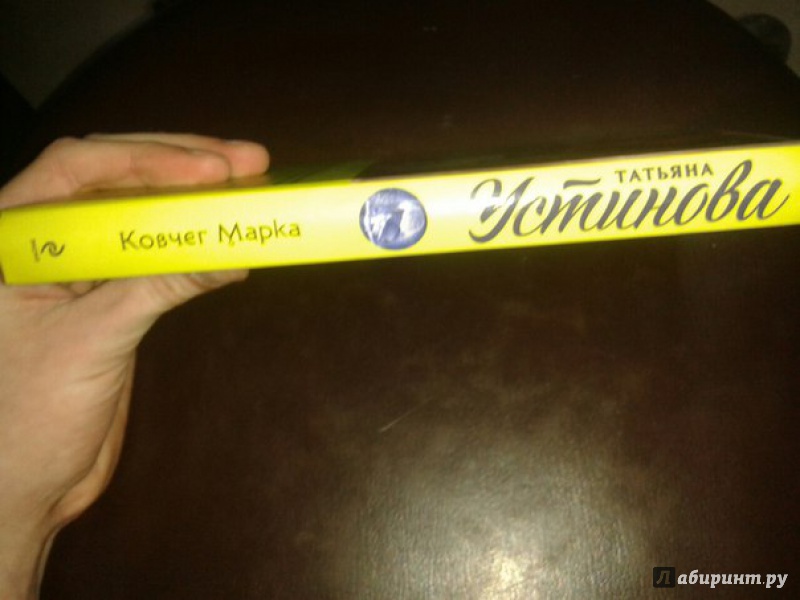 Ковчег Марка
ТАТЬЯНА
Устинова
Лабиринт.ру